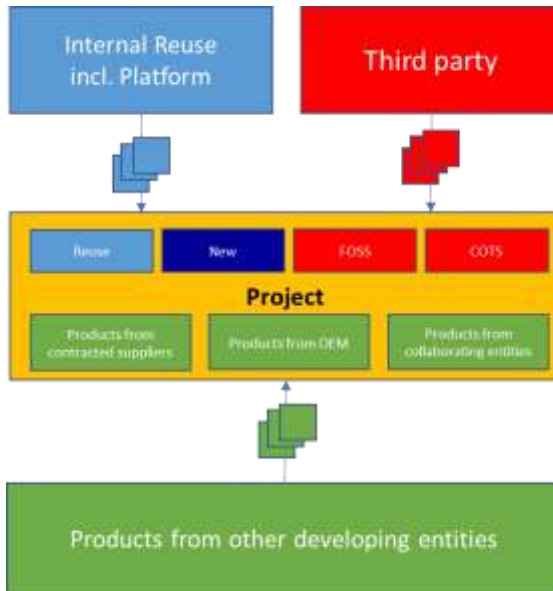 Internal Reuse
incl. Platform
Third party
Reuse
New
FOSS
COTS
Project
Products from
contracted suppliers
Products from OEM
Products from
collaborating entities
Products from other developing entities